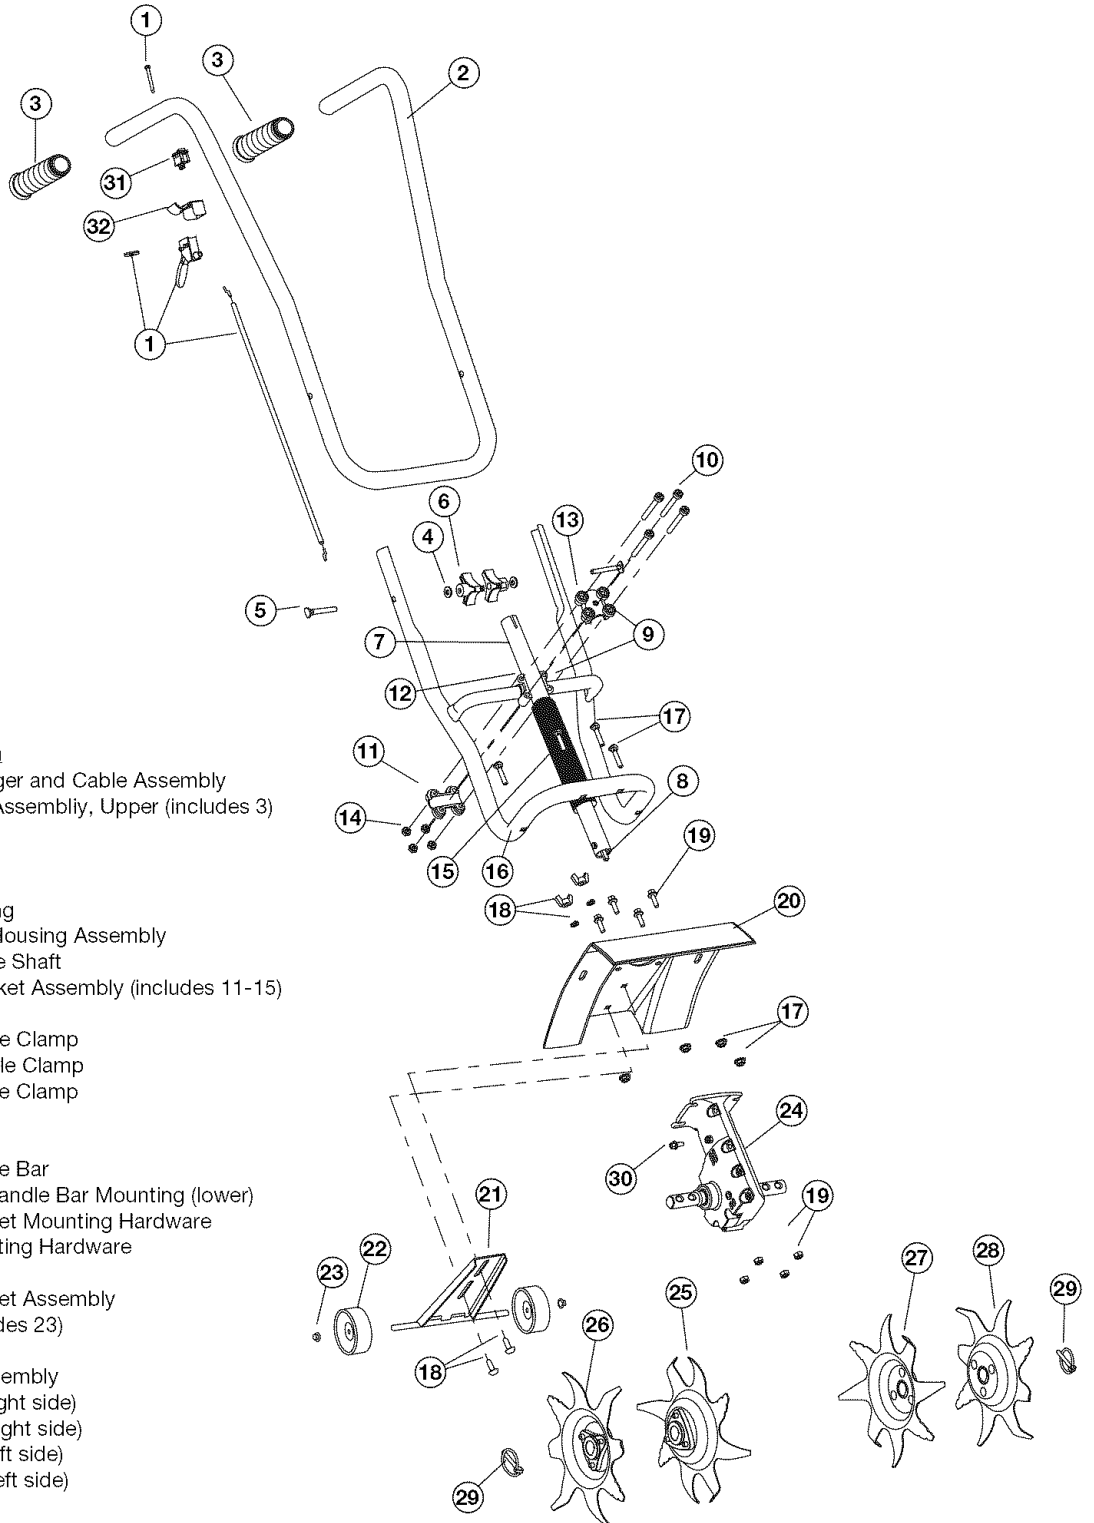 1
3
2
3
31
32
1
10
6
13
4
5
9
7
12
17
11
8
14
19
15
16
18
20
17
24
30
21
19
22
27
28
23
25
29
26
18
29
ger and Cable Assembly
Assembliy, Upper (includes 3)
Housing Assembly
e Shaft
ket Assembly (includes 11-15)
e Clamp
le Clamp
e Clamp
e Bar
andle Bar Mounting (lower)
et Mounting Hardware
ting Hardware
et Assembly
des 23)
embly
ght side)
ght side)
ft side)
eft side)